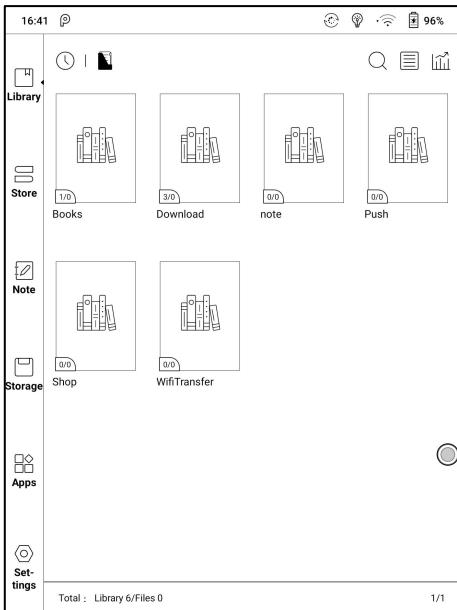 16:41
96%
Library
Store
Note
Storage
Apps
Set-
tings
1/0
Books
3/0
Download
0/0
note
0/0
Push
0/0
Shop
0/0
WifiTransfer
Total： Library 6/Files 0
1/1